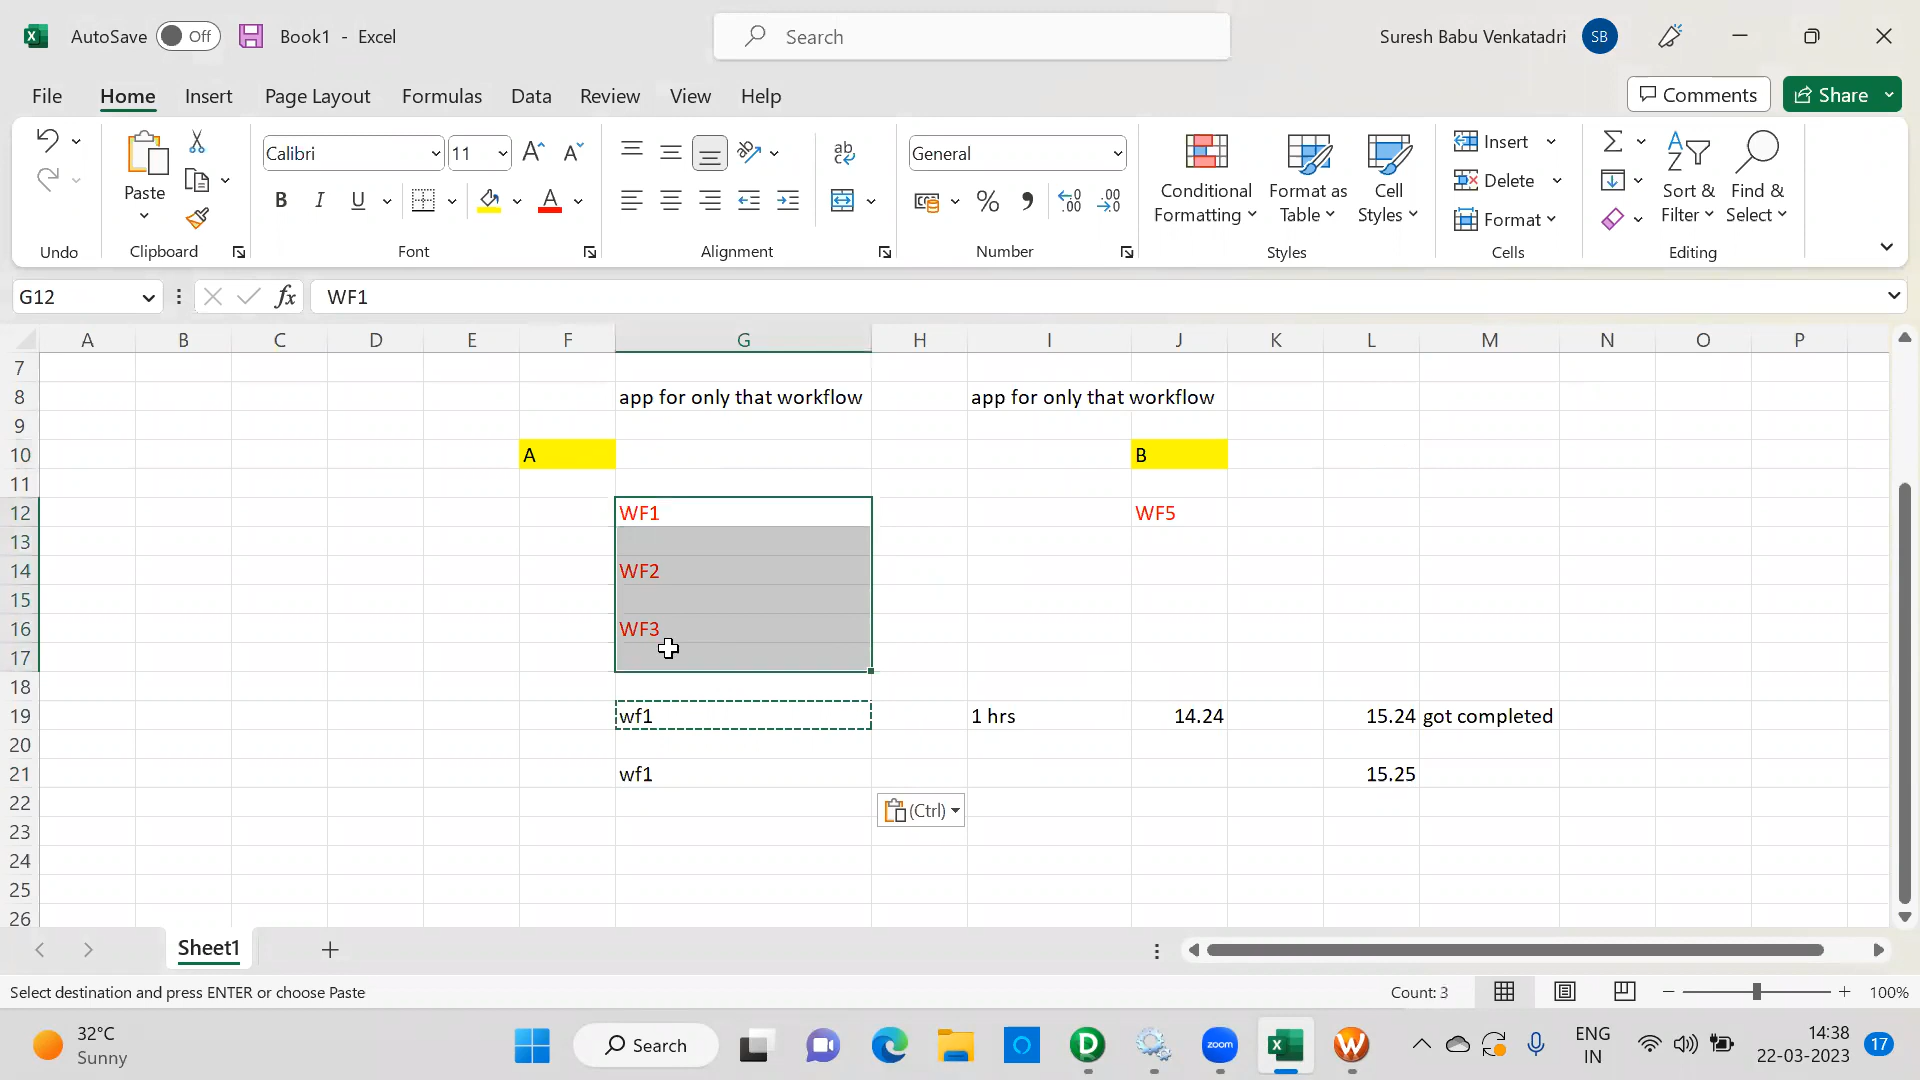 AutoSave Off Book1 - Excel Search Suresh Babu Venkatadri SB
File Home Insert Page Layout Formulas Data Review View Help Comments Share
Calibri 11 General Insert
Paste Conditional Formatting Format as Table Cell Styles Delete Sort & Filter Find & Select
Format
Undo Clipboard Font Alignment Number Styles Cells Editing
G12 fx WF1
A B C D E F G H I J K L M N O P
7
8 app for only that workflow app for only that workflow
9
10 A B
11
12 WF1 WF5
13
14 WF2
15
16 WF3
17
18
19 wf1 1 hrs 14.24 15.24 got completed
20
21 wf1 15.25
22
(Ctrl)
23
24
25
26
Sheet1
Select destination and press ENTER or choose Paste Count: 3 100%
32°C
Sunny
Search
zoom
ENG
IN
14:38
22-03-2023
17